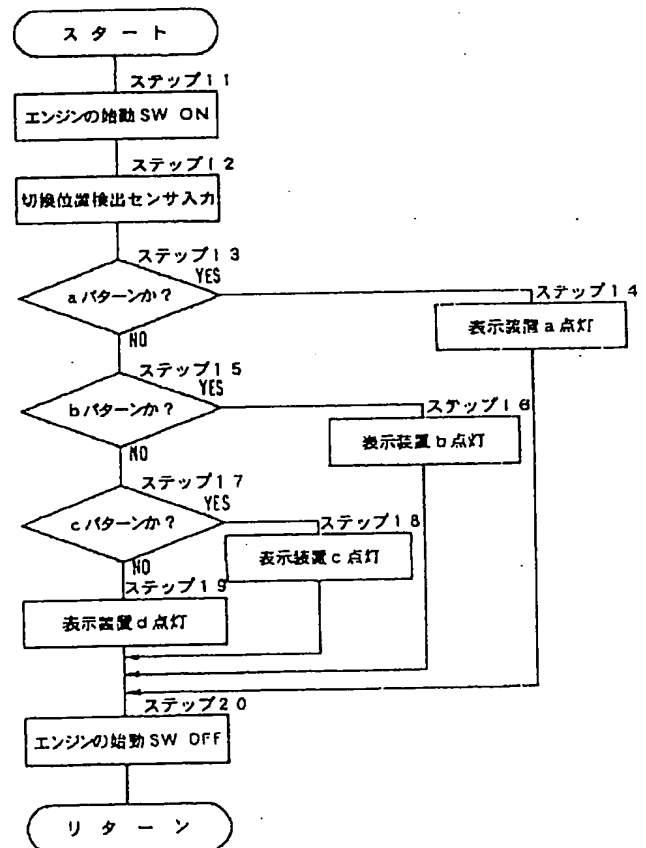 スタート
ステップ11
エンジンの始動SW ON
ステップ12
切換位置検出センサ入力
ステップ13
aパターンか?
YES
NO
ステップ14
表示装置a点灯
ステップ15
bパターンか?
YES
NO
ステップ16
表示装置b点灯
ステップ17
cパターンか?
YES
NO
ステップ18
表示装置c点灯
ステップ19
表示装置d点灯
ステップ20
エンジンの始動SW OFF
リターン